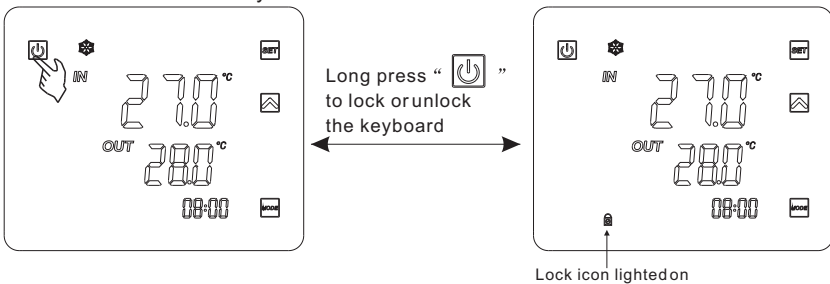 SET
IN 27.0 °C
OUT 28.0 °C
08:00 MODE
Long press “ ”
to lock or unlock
the keyboard
SET
IN 27.0 °C
OUT 28.0 °C
08:00 MODE
Lock icon lighted on